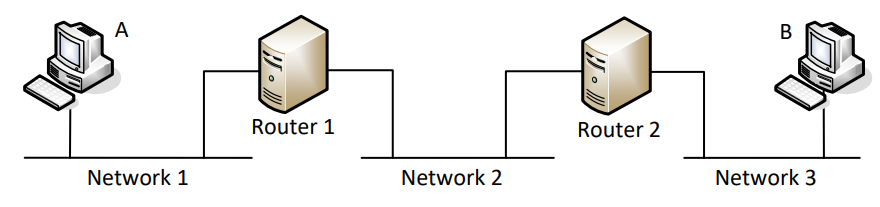 A
B
Router 1
Router 2
Network 1
Network 2
Network 3